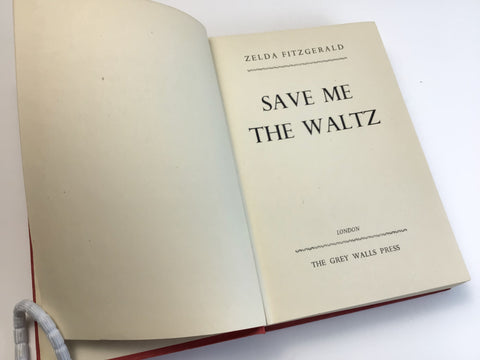 ZELDA FITZGERALD
SAVE ME
THE WALTZ
LONDON
THE GREY WALLS PRESS